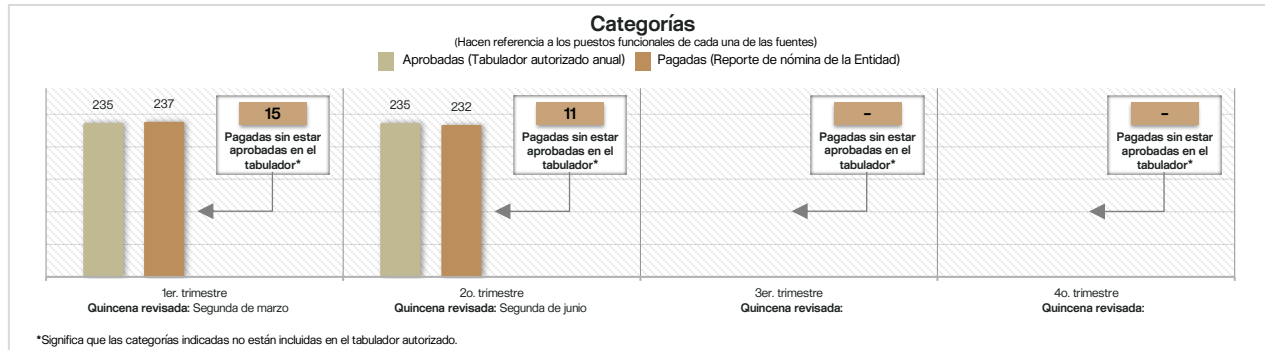 Categorías
(Hacen referencia a los puestos funcionales de cada una de las fuentes)
Aprobadas (Tabulador autorizado anual) Pagadas (Reporte de nómina de la Entidad)
235 237
15
Pagadas sin estar
aprobadas en el
tabulador*
235 232
11
Pagadas sin estar
aprobadas en el
tabulador*
–
Pagadas sin estar
aprobadas en el
tabulador*
–
Pagadas sin estar
aprobadas en el
tabulador*
1er. trimestre
Quincena revisada: Segunda de marzo
2o. trimestre
Quincena revisada: Segunda de junio
3er. trimestre
Quincena revisada:
4o. trimestre
Quincena revisada:
*Significa que las categorías indicadas no están incluidas en el tabulador autorizado.